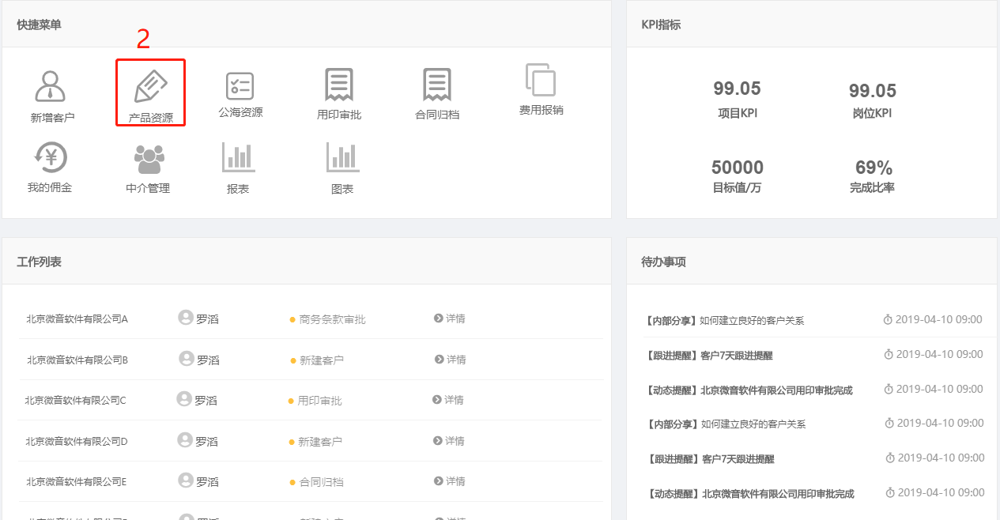 快捷菜单
2
新增客户 产品资源 公海资源 用印审批 合同归档 费用报销
我的佣金 中介管理 报表 图表
KPI指标
99.05 99.05
项目KPI 岗位KPI
50000 69%
目标值/万 完成比率
工作列表
北京微音软件有限公司A 罗滔 商务条款审批 详情
北京微音软件有限公司B 罗滔 新建客户 详情
北京微音软件有限公司C 罗滔 用印审批 详情
北京微音软件有限公司D 罗滔 新建客户 详情
北京微音软件有限公司E 罗滔 合同归档 详情
待办事项
【内部分享】如何建立良好的客户关系 2019-04-10 09:00
【跟进提醒】客户7天跟进提醒 2019-04-10 09:00
【动态提醒】北京微音软件有限公司用印审批完成 2019-04-10 09:00
【内部分享】如何建立良好的客户关系 2019-04-10 09:00
【跟进提醒】客户7天跟进提醒 2019-04-10 09:00
【动态提醒】北京微音软件有限公司用印审批完成 2019-04-10 09:00